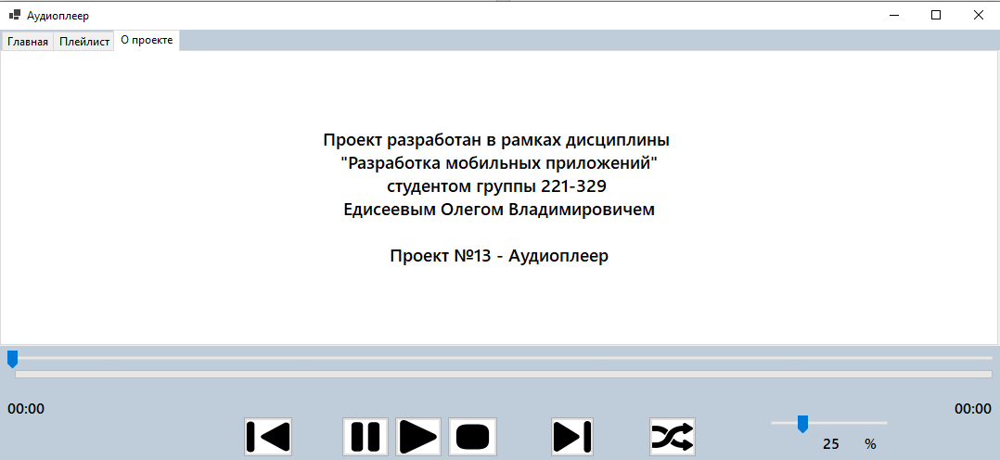 Аудиоплеер
Главная Плейлист О проекте
Проект разработан в рамках дисциплины
"Разработка мобильных приложений"
студентом группы 221-329
Едисеевым Олегом Владимировичем
Проект №13 - Аудиоплеер
00:00 00:00
25 %